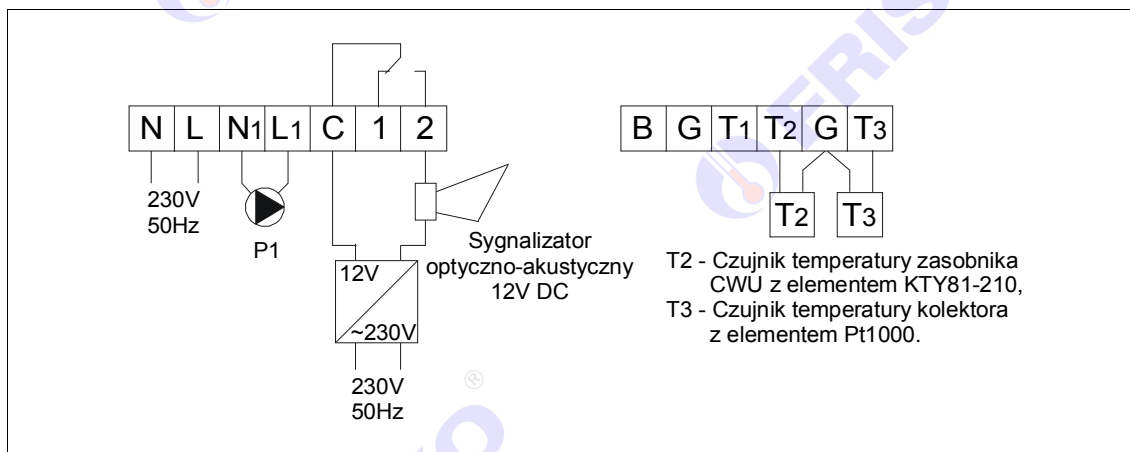 N L N1 L1 C 1 2
230V
50Hz
P1
Sygnalizator
optyczno-akustyczny
12V DC
12V
~230V
230V
50Hz
B G T1 T2 G T3
T2 T3
T2 - Czujnik temperatury zasobnika
CWU z elementem KTY81-210,
T3 - Czujnik temperatury kolektora
z elementem Pt1000.
®